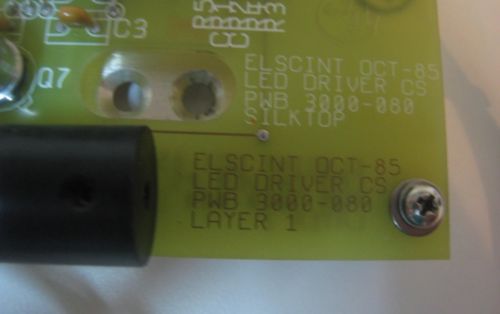 C3
Q7
ELSCINT OCT-85
LED DRIVER CS
PWB 3000-080
SILKTOP
ELSCINT OCT-85
LED DRIVER CS
PWB 3000-080
LAYER 1